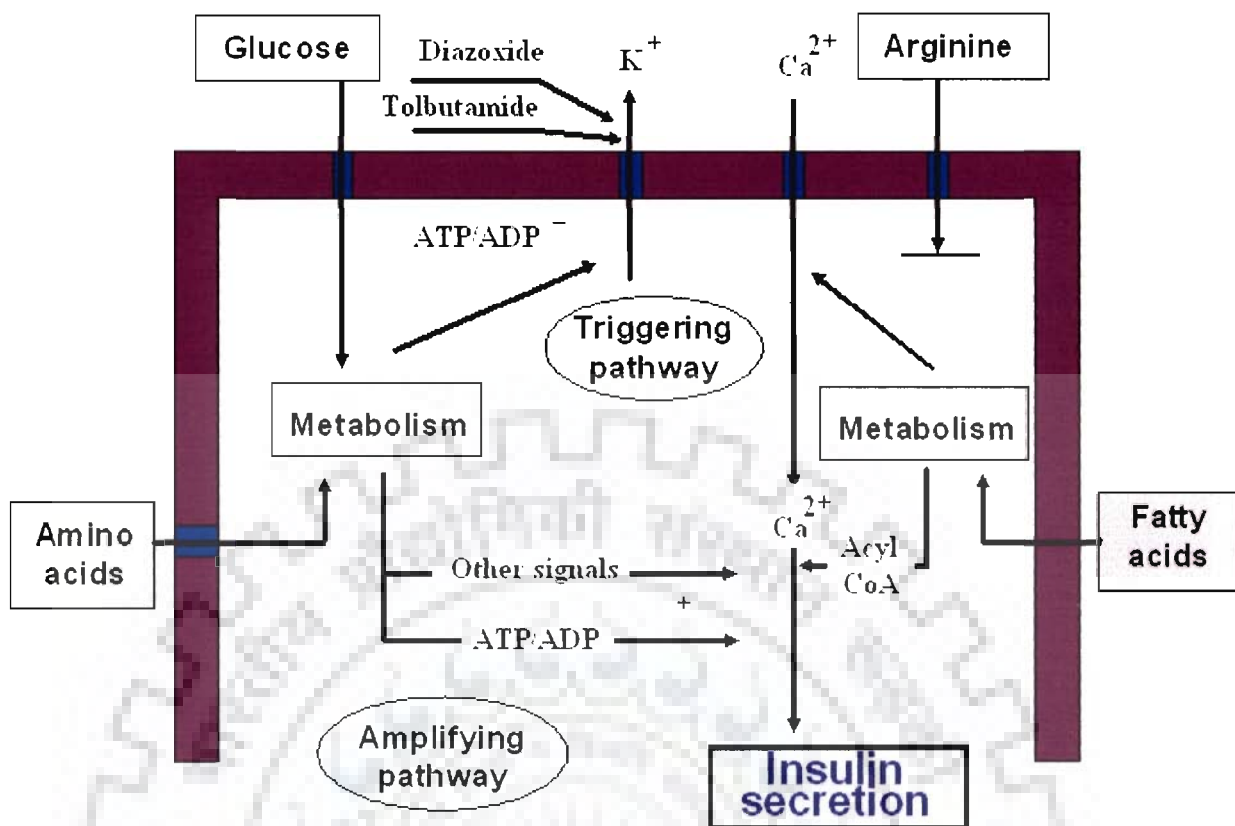 Glucose
Diazoxide
Tolbutamide
K+
Ca2+
Arginine
ATP/ADP −
Triggering
pathway
Metabolism
Metabolism
Amino
acids
Fatty
acids
Ca2+
Acyl
CoA
Other signals
+
ATP/ADP
Amplifying
pathway
Insulin
secretion